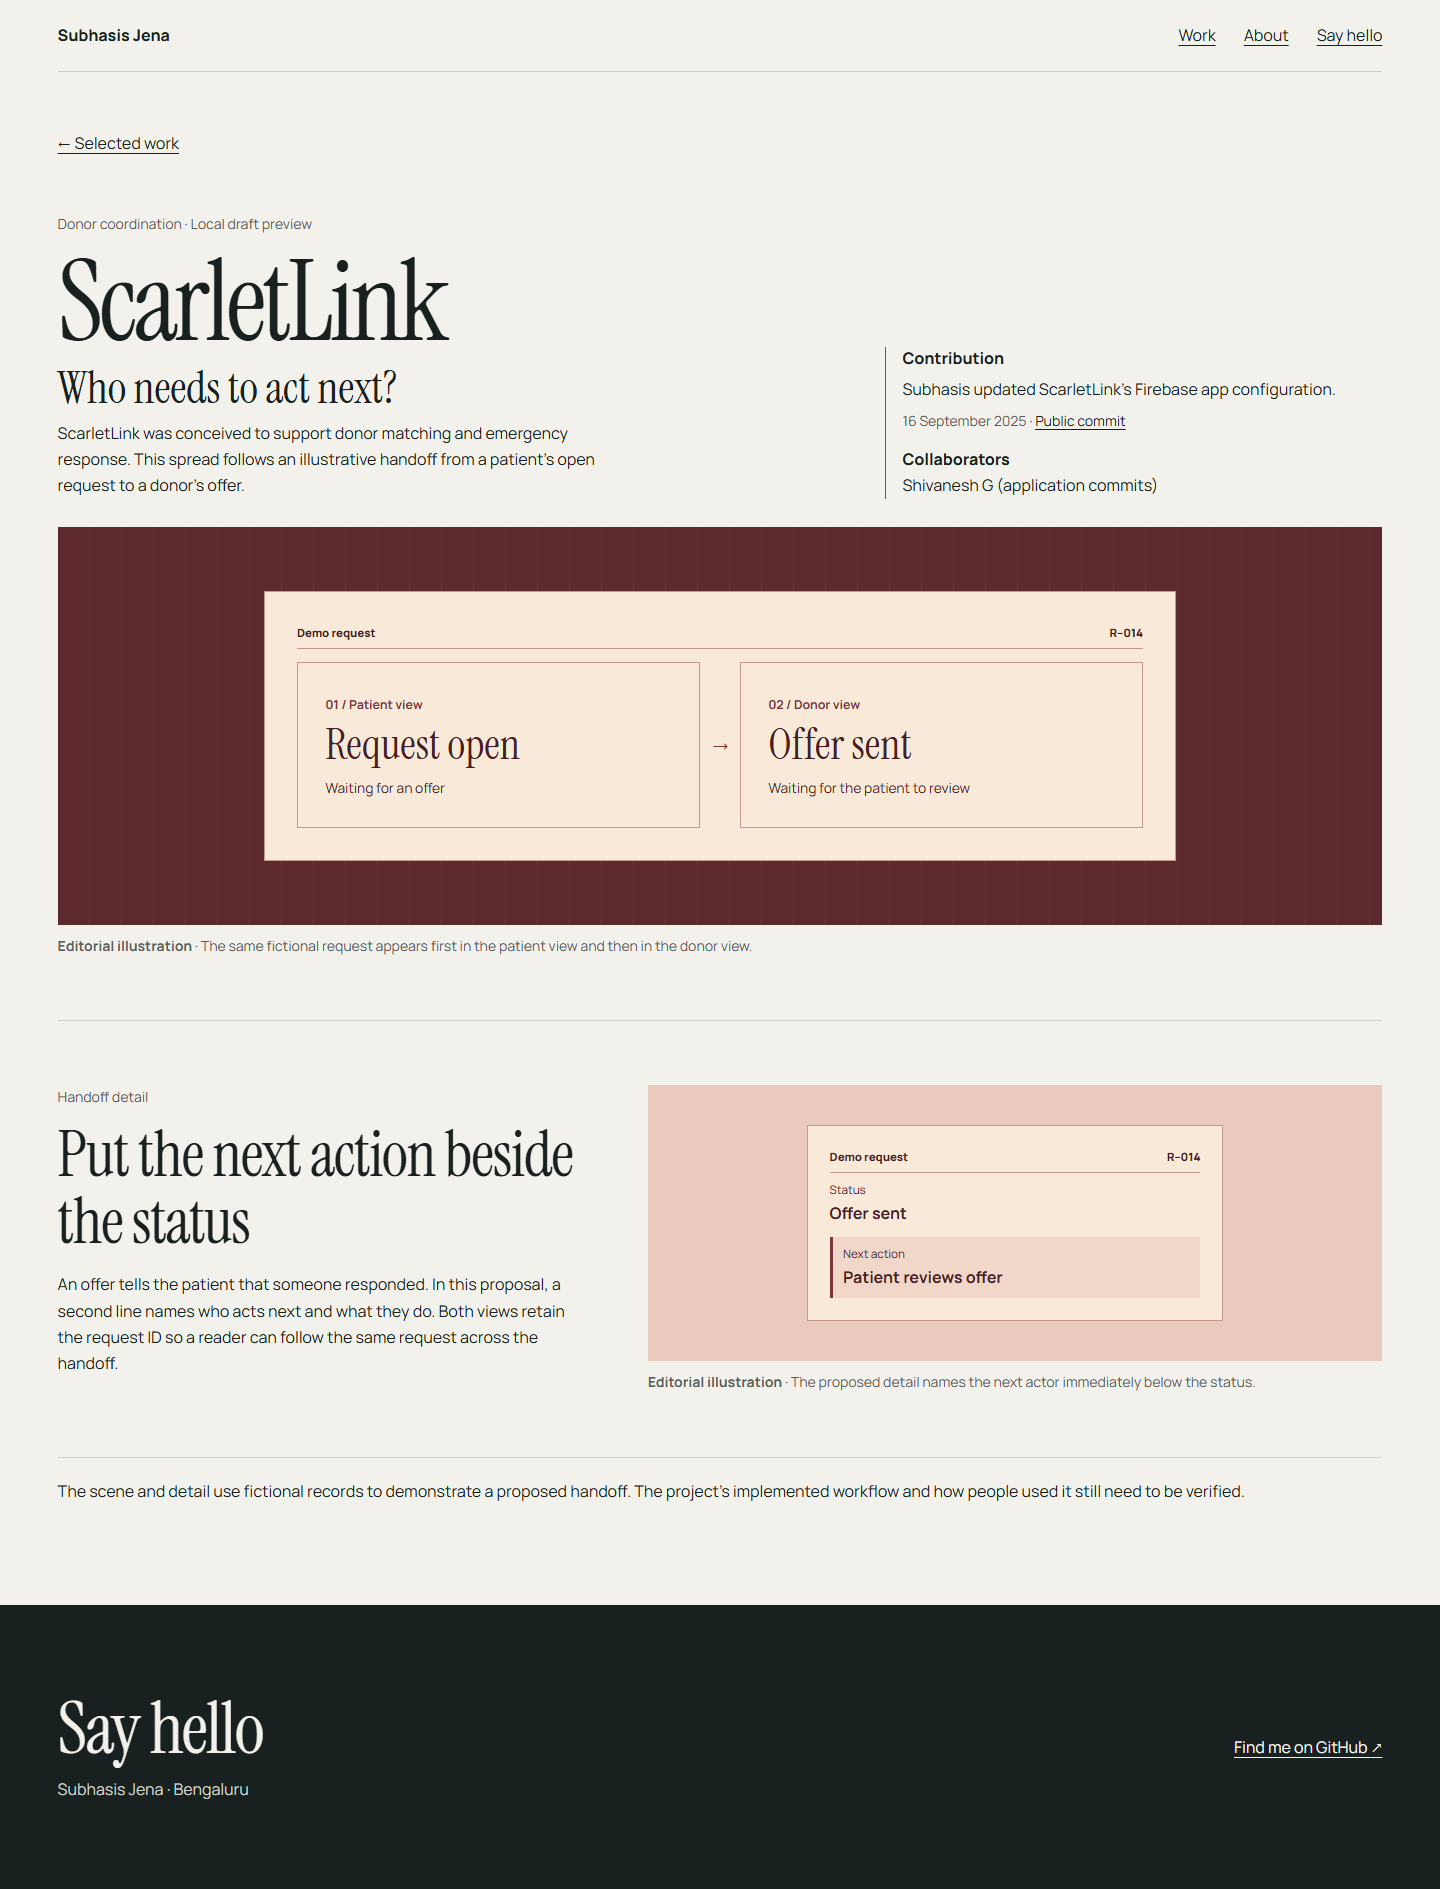 Subhasis Jena
Work About Say hello
← Selected work
Donor coordination · Local draft preview
ScarletLink
Who needs to act next?
ScarletLink was conceived to support donor matching and emergency
response. This spread follows an illustrative handoff from a patient's open
request to a donor's offer.
Contribution
Subhasis updated ScarletLink's Firebase app configuration.
16 September 2025 · Public commit
Collaborators
Shivanesh G (application commits)
Demo request R-014
01 / Patient view
Request open
Waiting for an offer
→
02 / Donor view
Offer sent
Waiting for the patient to review
Editorial illustration · The same fictional request appears first in the patient view and then in the donor view.
Handoff detail
Put the next action beside
the status
An offer tells the patient that someone responded. In this proposal, a
second line names who acts next and what they do. Both views retain
the request ID so a reader can follow the same request across the
handoff.
Demo request R-014
Status
Offer sent
Next action
Patient reviews offer
Editorial illustration · The proposed detail names the next actor immediately below the status.
The scene and detail use fictional records to demonstrate a proposed handoff. The project's implemented workflow and how people used it still need to be verified.
Say hello
Subhasis Jena · Bengaluru
Find me on GitHub ↗